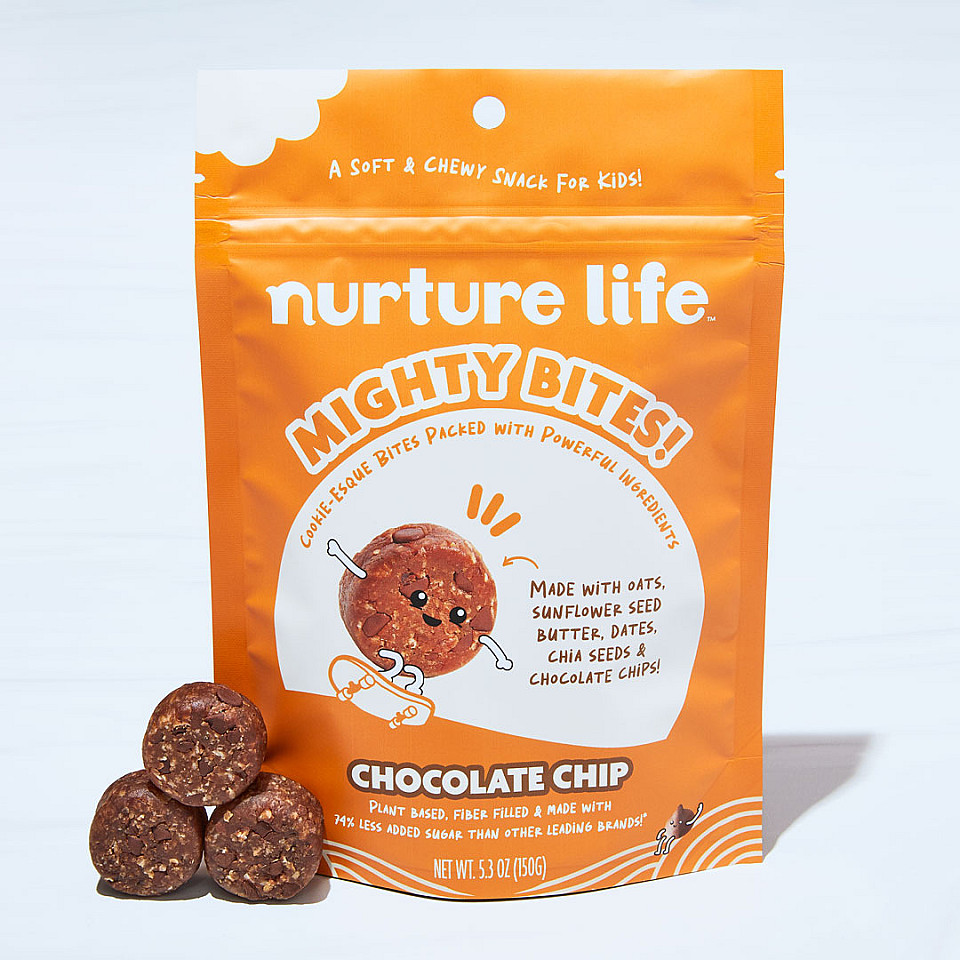 A SOFT & CHEWY SNACK FOR KIDS!
nurture life™
MIGHTY BITES!
COOKIE-ESQUE BITES PACKED WITH POWERFUL INGREDIENTS
MADE WITH OATS,
SUNFLOWER SEED
BUTTER, DATES,
CHIA SEEDS &
CHOCOLATE CHIPS!
CHOCOLATE CHIP
PLANT BASED, FIBER FILLED & MADE WITH
74% LESS ADDED SUGAR THAN OTHER LEADING BRANDS!*
NET WT. 5.3 OZ (150G)